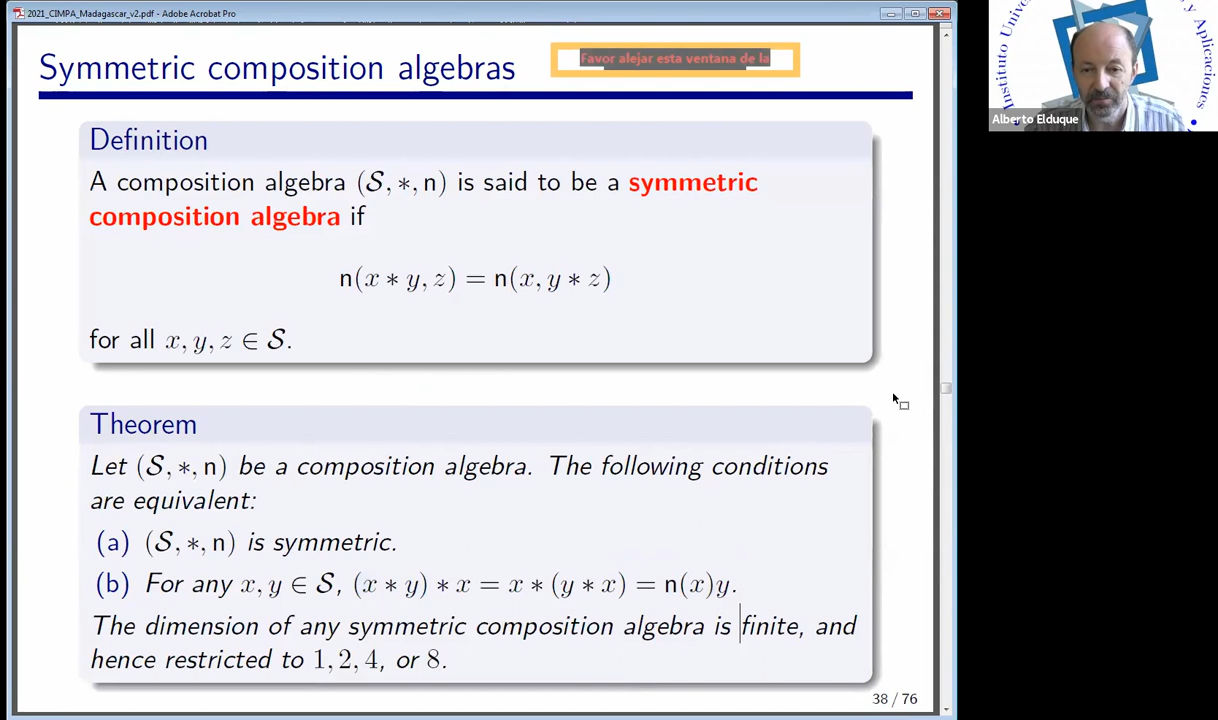 2021_CIMPA_Madagascar_v2.pdf - Adobe Acrobat Pro
Symmetric composition algebras
Favor alejar esta ventana de la
Definition
A composition algebra (𝒮, ∗, n) is said to be a symmetric
composition algebra if
n(x ∗ y, z) = n(x, y ∗ z)
for all x, y, z ∈ 𝒮.
Theorem
Let (𝒮, ∗, n) be a composition algebra. The following conditions
are equivalent:
(a) (𝒮, ∗, n) is symmetric.
(b) For any x, y ∈ 𝒮, (x ∗ y) ∗ x = x ∗ (y ∗ x) = n(x)y.
The dimension of any symmetric composition algebra is finite, and
hence restricted to 1, 2, 4, or 8.
38 / 76
Instituto Univer
y Aplicaciones
Alberto Elduque